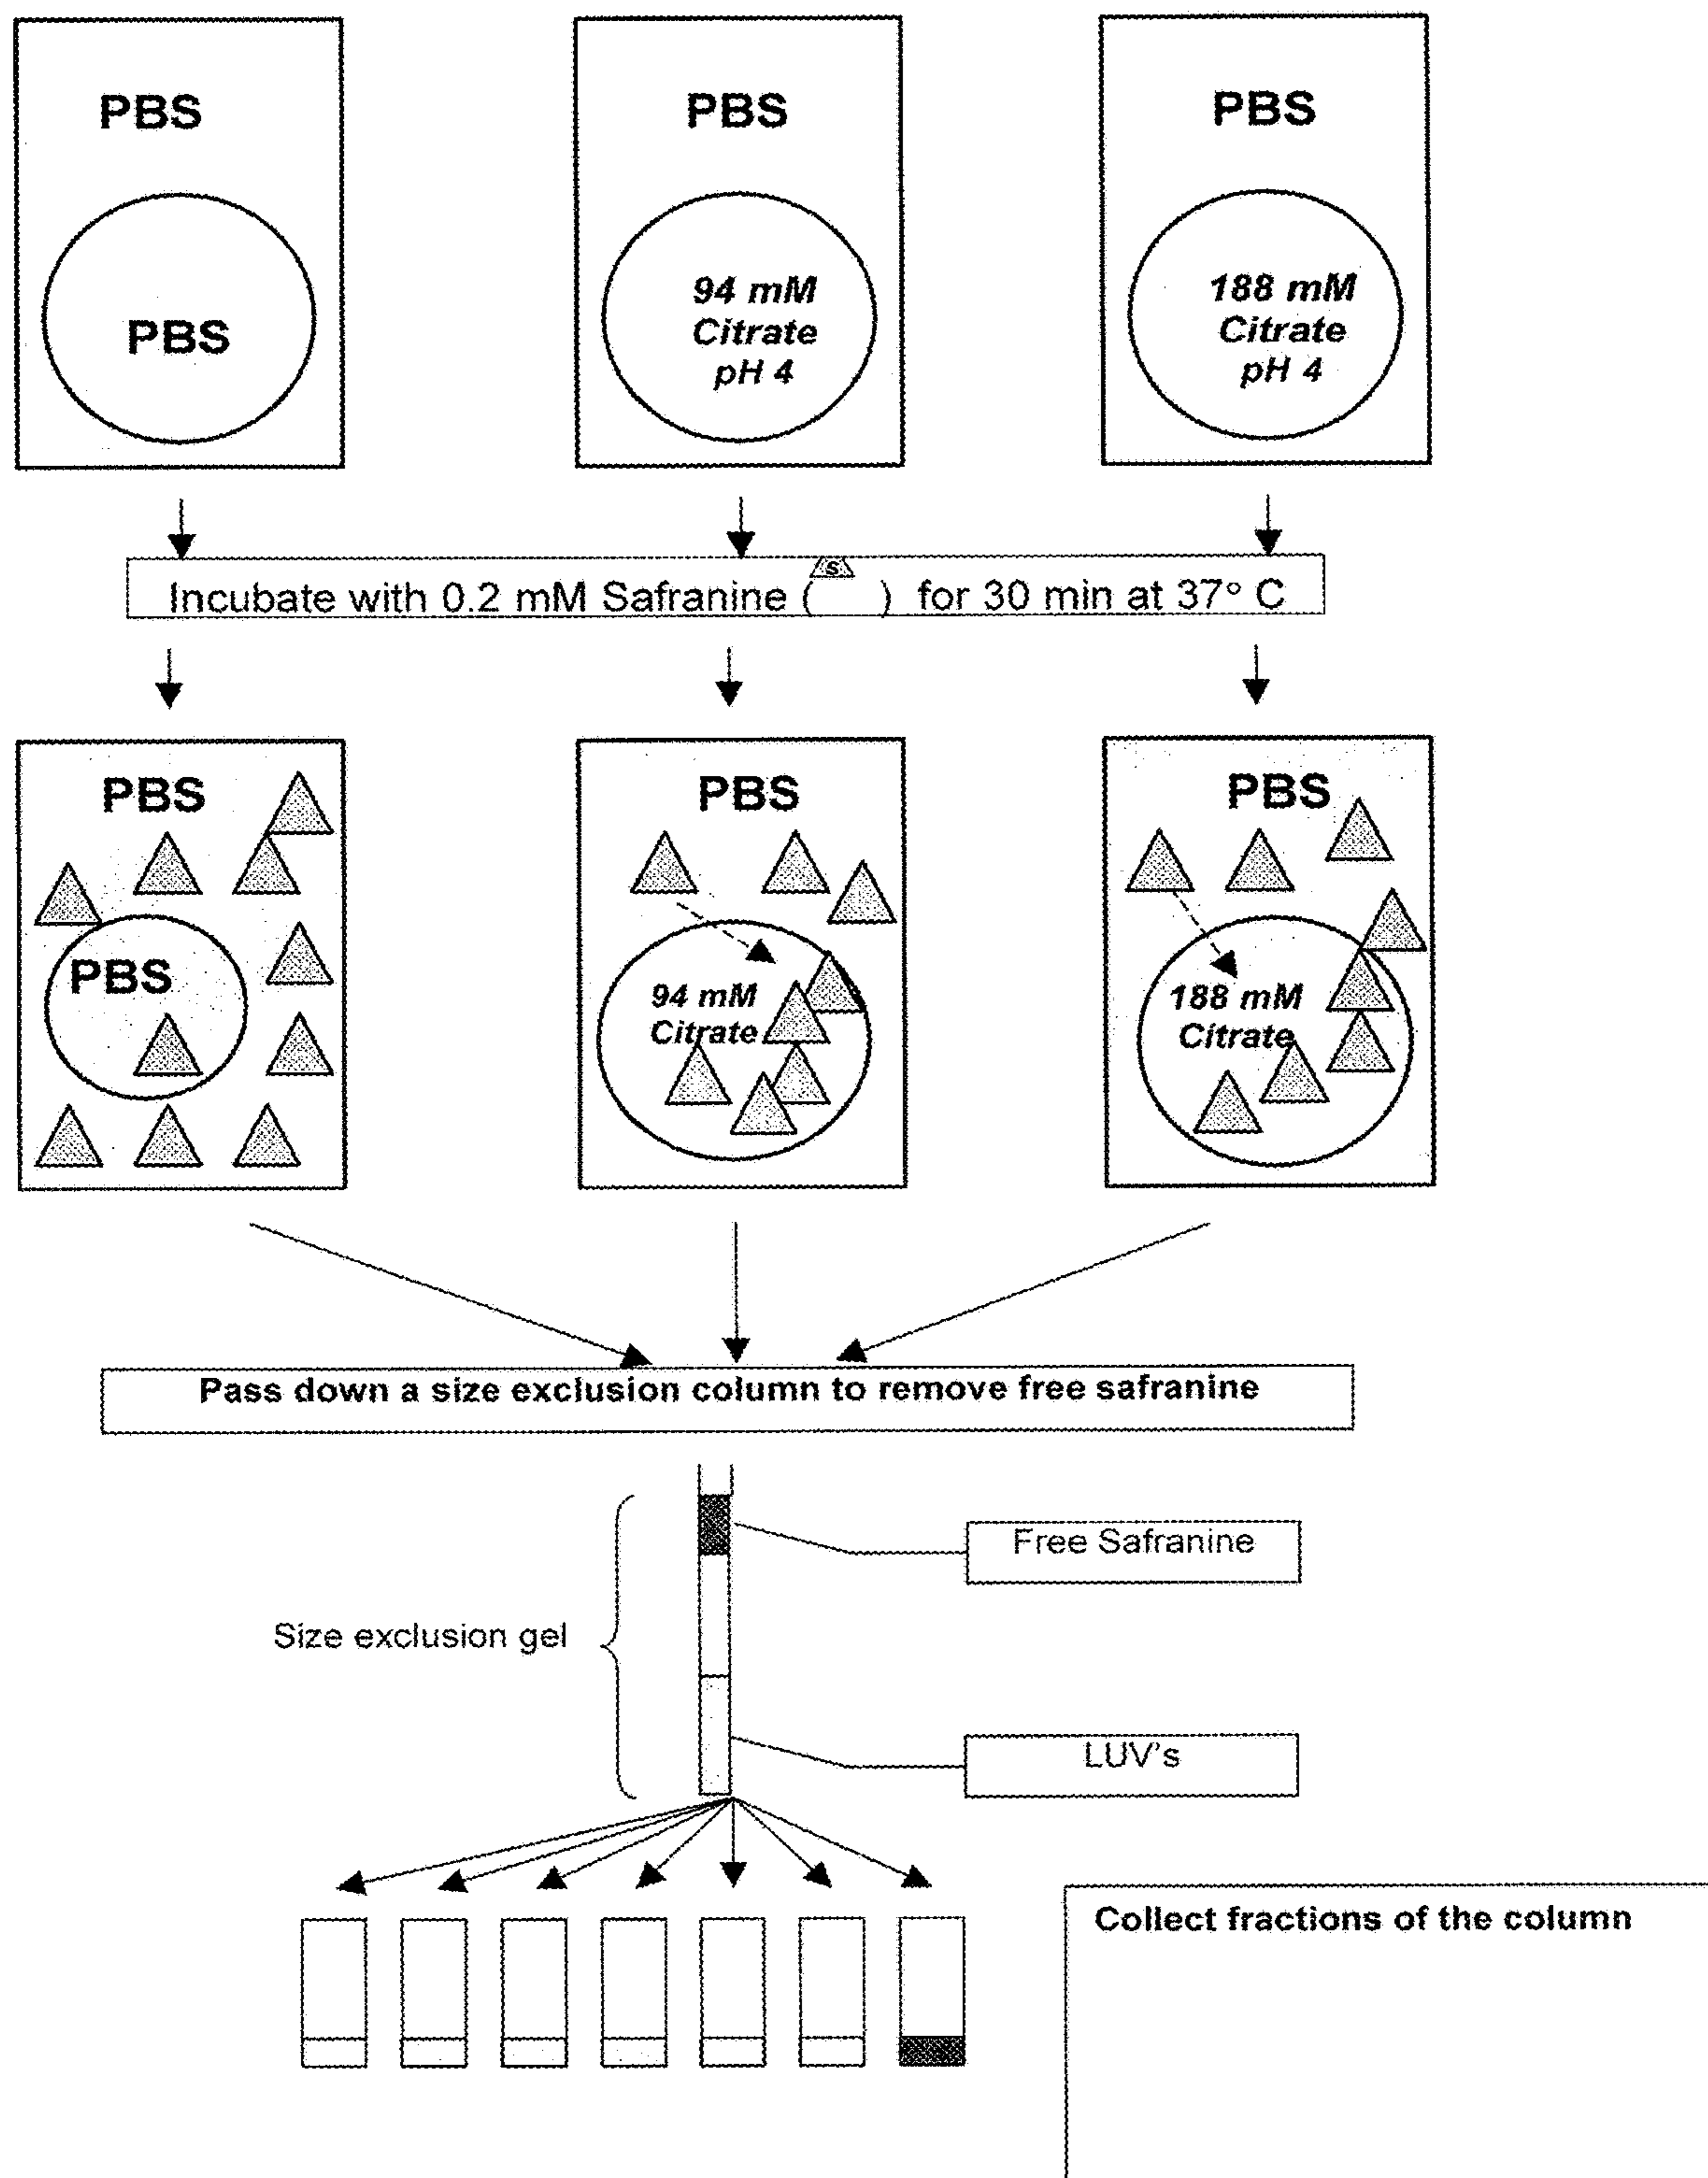 PBS
PBS
PBS
PBS
94 mM
Citrate
pH 4
188 mM
Citrate
pH 4
s
Incubate with 0.2 mM Safranine ( ) for 30 min at 37° C
PBS
PBS
PBS
PBS
94 mM
Citrate
188 mM
Citrate
Pass down a size exclusion column to remove free safranine
Free Safranine
Size exclusion gel
LUV's
Collect fractions of the column